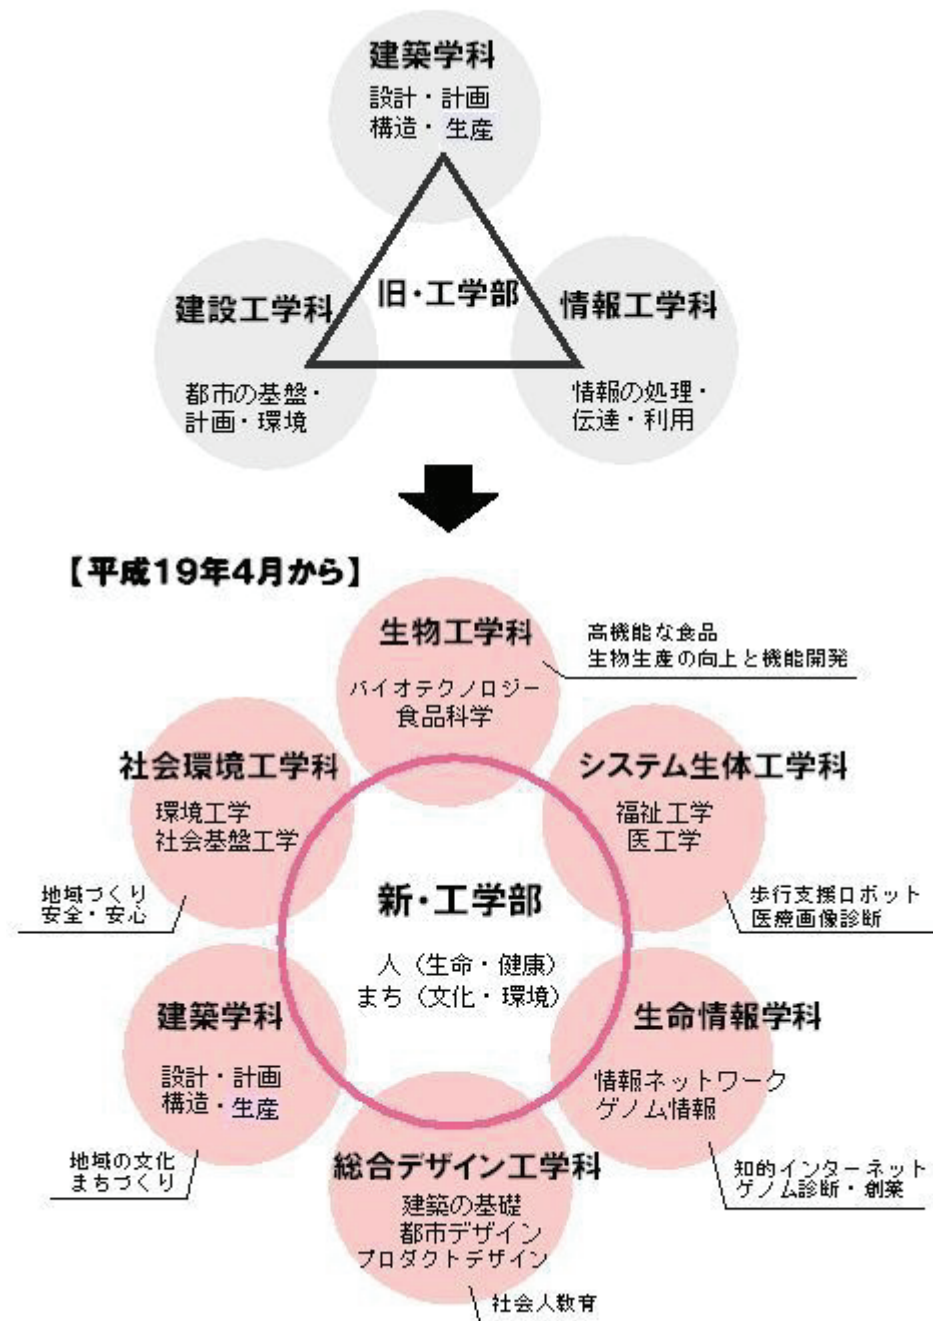 建築学科
設計・計画
構造・生産
旧・工学部
建設工学科
都市の基盤・
計画・環境
情報工学科
情報の処理・
伝達・利用
【平成19年4月から】
生物工学科
バイオテクノロジー
食品科学
高機能な食品
生物生産の向上と機能開発
社会環境工学科
環境工学
社会基盤工学
地域づくり
安全・安心
システム生体工学科
福祉工学
医工学
歩行支援ロボット
医療画像診断
新・工学部
人（生命・健康）
まち（文化・環境）
建築学科
設計・計画
構造・生産
地域の文化
まちづくり
生命情報学科
情報ネットワーク
ゲノム情報
知的インターネット
ゲノム診断・創薬
総合デザイン工学科
建築の基礎
都市デザイン
プロダクトデザイン
社会人教育